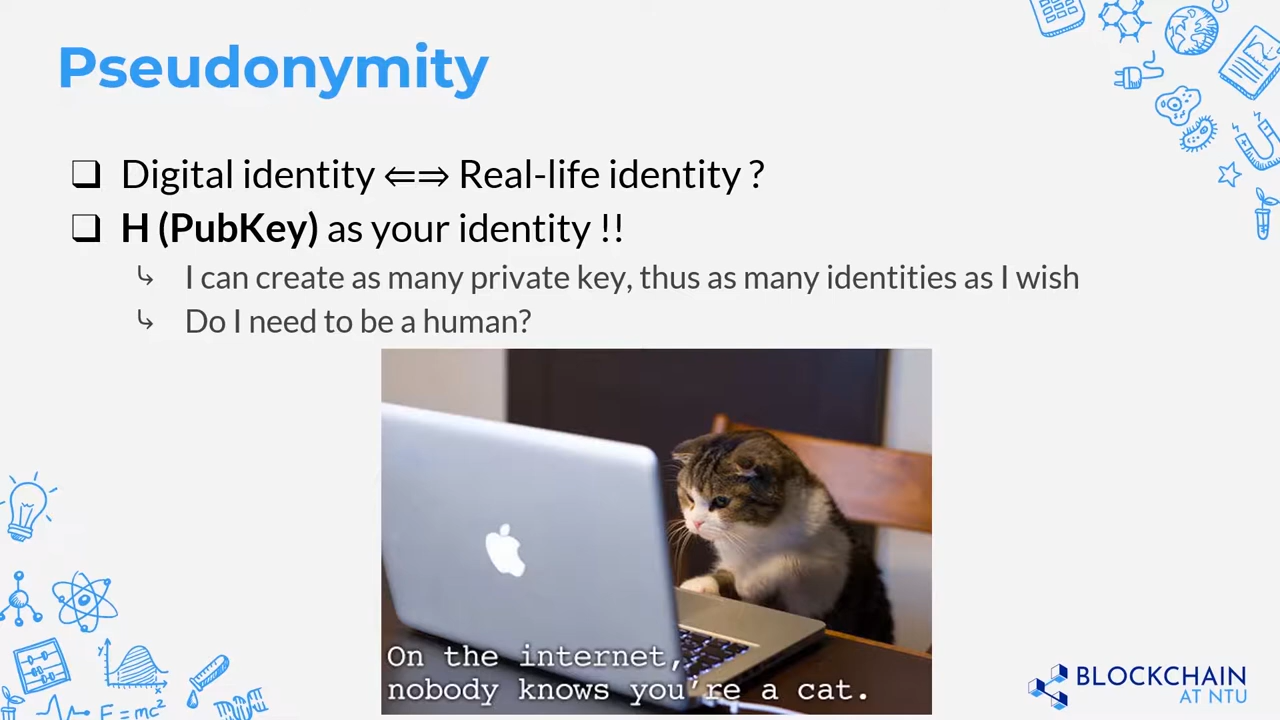 Pseudonymity
❏ Digital identity ⇐⇒ Real-life identity ?
❏ H (PubKey) as your identity !!
↳ I can create as many private key, thus as many identities as I wish
↳ Do I need to be a human?
On the internet,
nobody knows you're a cat.
y
x
E=mc²
BLOCKCHAIN
AT NTU